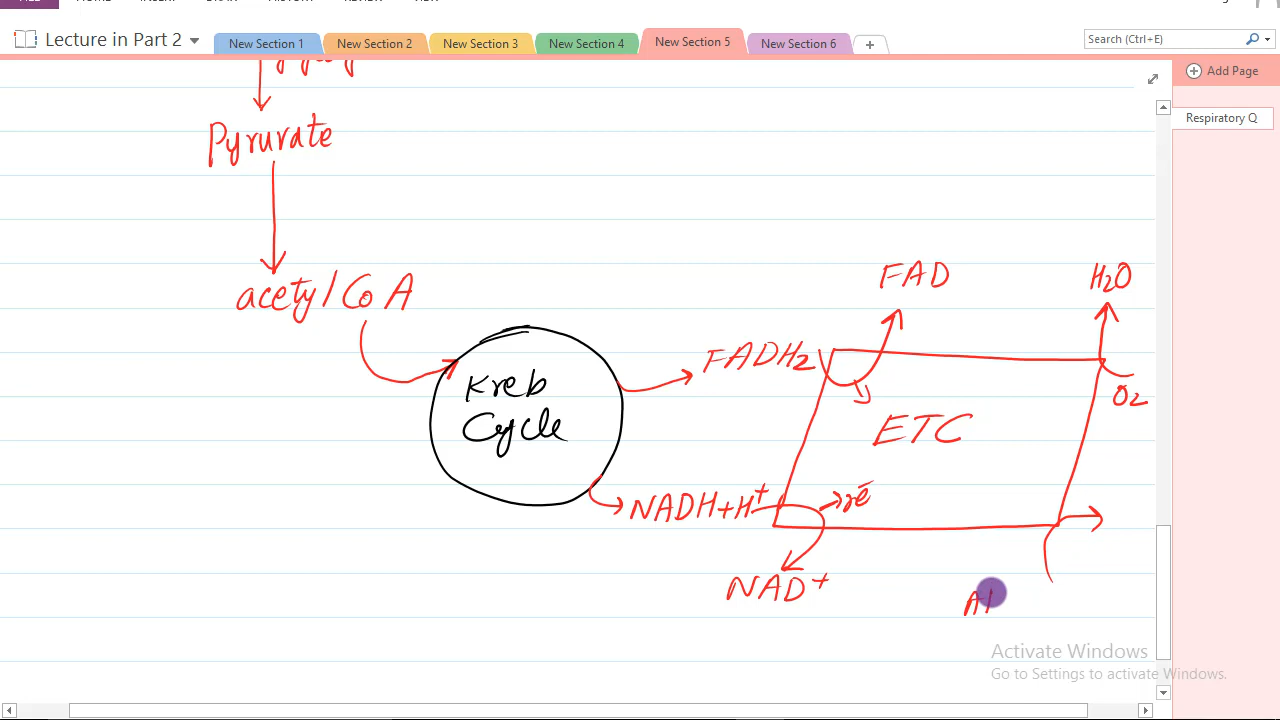 Lecture in Part 2
New Section 1
New Section 2
New Section 3
New Section 4
New Section 5
New Section 6
Search (Ctrl+E)
Add Page
Respiratory Q
Pyruvate
acetyl CoA
Kreb
Cycle
FAD
H2O
FADH2
O2
ETC
NADH+H+
NAD+
Activate Windows
Go to Settings to activate Windows.